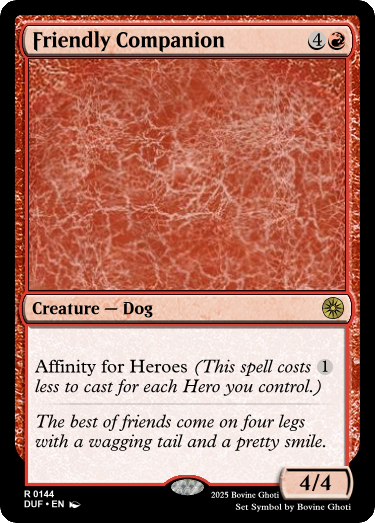 Friendly Companion 4
Creature — Dog
Affinity for Heroes (This spell costs 1
less to cast for each Hero you control.)
The best of friends come on four legs
with a wagging tail and a pretty smile.
4/4
R 0144
DUF • EN
2025 Bovine Ghoti
Set Symbol by Bovine Ghoti